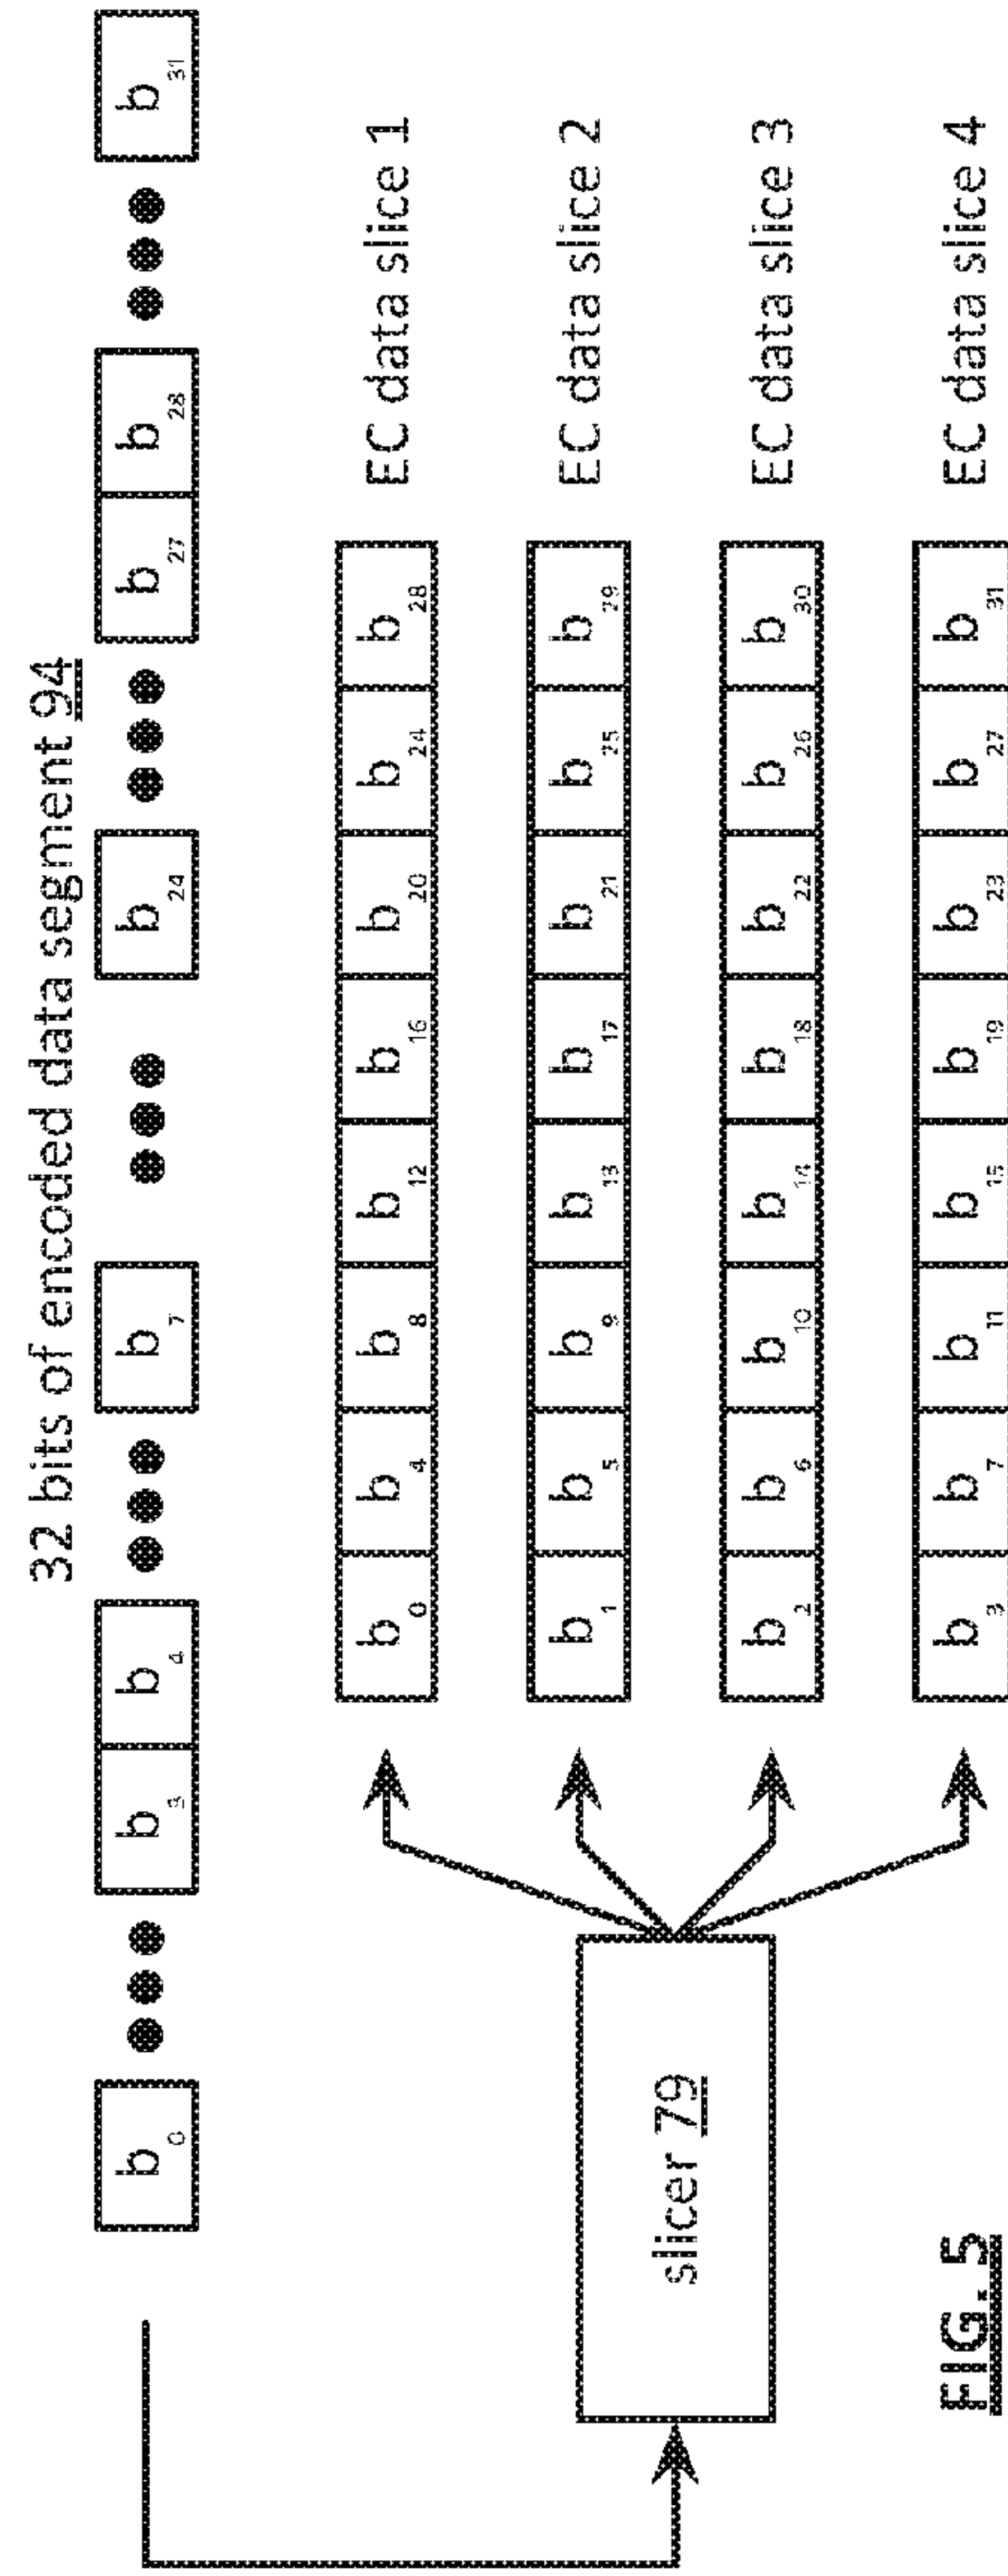 32 bits of encoded data segment 94
b0 ●●● b3 b4 ●●● b7 ●●● b24 ●●● b27 b28 ●●● b31
b0 b4 b8 b12 b16 b20 b24 b28 EC data slice 1
b1 b5 b9 b13 b17 b21 b25 b29 EC data slice 2
slicer 79
b2 b6 b10 b14 b18 b22 b26 b30 EC data slice 3
b3 b7 b11 b15 b19 b23 b27 b31 EC data slice 4
FIG. 5